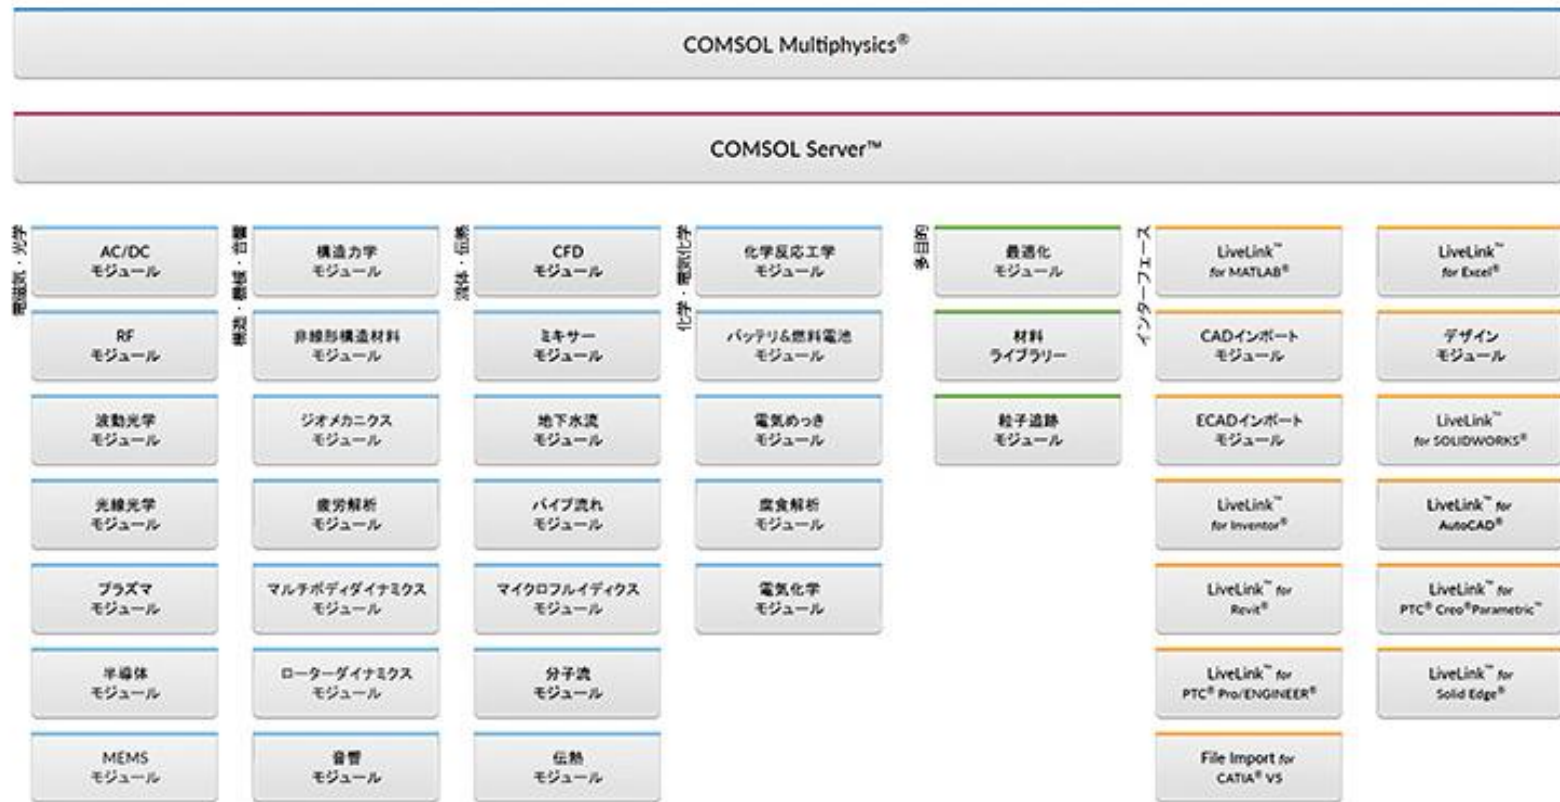 COMSOL Multiphysics®
COMSOL Server™
電磁気・光学
AC/DC
モジュール
RF
モジュール
波動光学
モジュール
光線光学
モジュール
プラズマ
モジュール
半導体
モジュール
MEMS
モジュール
構造・機械・音響
構造力学
モジュール
非線形構造材料
モジュール
ジオメカニクス
モジュール
疲労解析
モジュール
マルチボディダイナミクス
モジュール
ローターダイナミクス
モジュール
音響
モジュール
流体・伝熱
CFD
モジュール
ミキサー
モジュール
地下水流
モジュール
パイプ流れ
モジュール
マイクロフルイディクス
モジュール
分子流
モジュール
伝熱
モジュール
化学・電気化学
化学反応工学
モジュール
バッテリ&燃料電池
モジュール
電気めっき
モジュール
腐食解析
モジュール
電気化学
モジュール
多目的
最適化
モジュール
材料
ライブラリー
粒子追跡
モジュール
インターフェース
LiveLink™
for MATLAB®
CADインポート
モジュール
ECADインポート
モジュール
LiveLink™
for Inventor®
LiveLink™ for
Revit®
LiveLink™ for
PTC® Pro/ENGINEER®
File Import for
CATIA® V5
LiveLink™
for Excel®
デザイン
モジュール
LiveLink™
for SOLIDWORKS®
LiveLink™ for
AutoCAD®
LiveLink™ for
PTC® Creo®Parametric™
LiveLink™ for
Solid Edge®